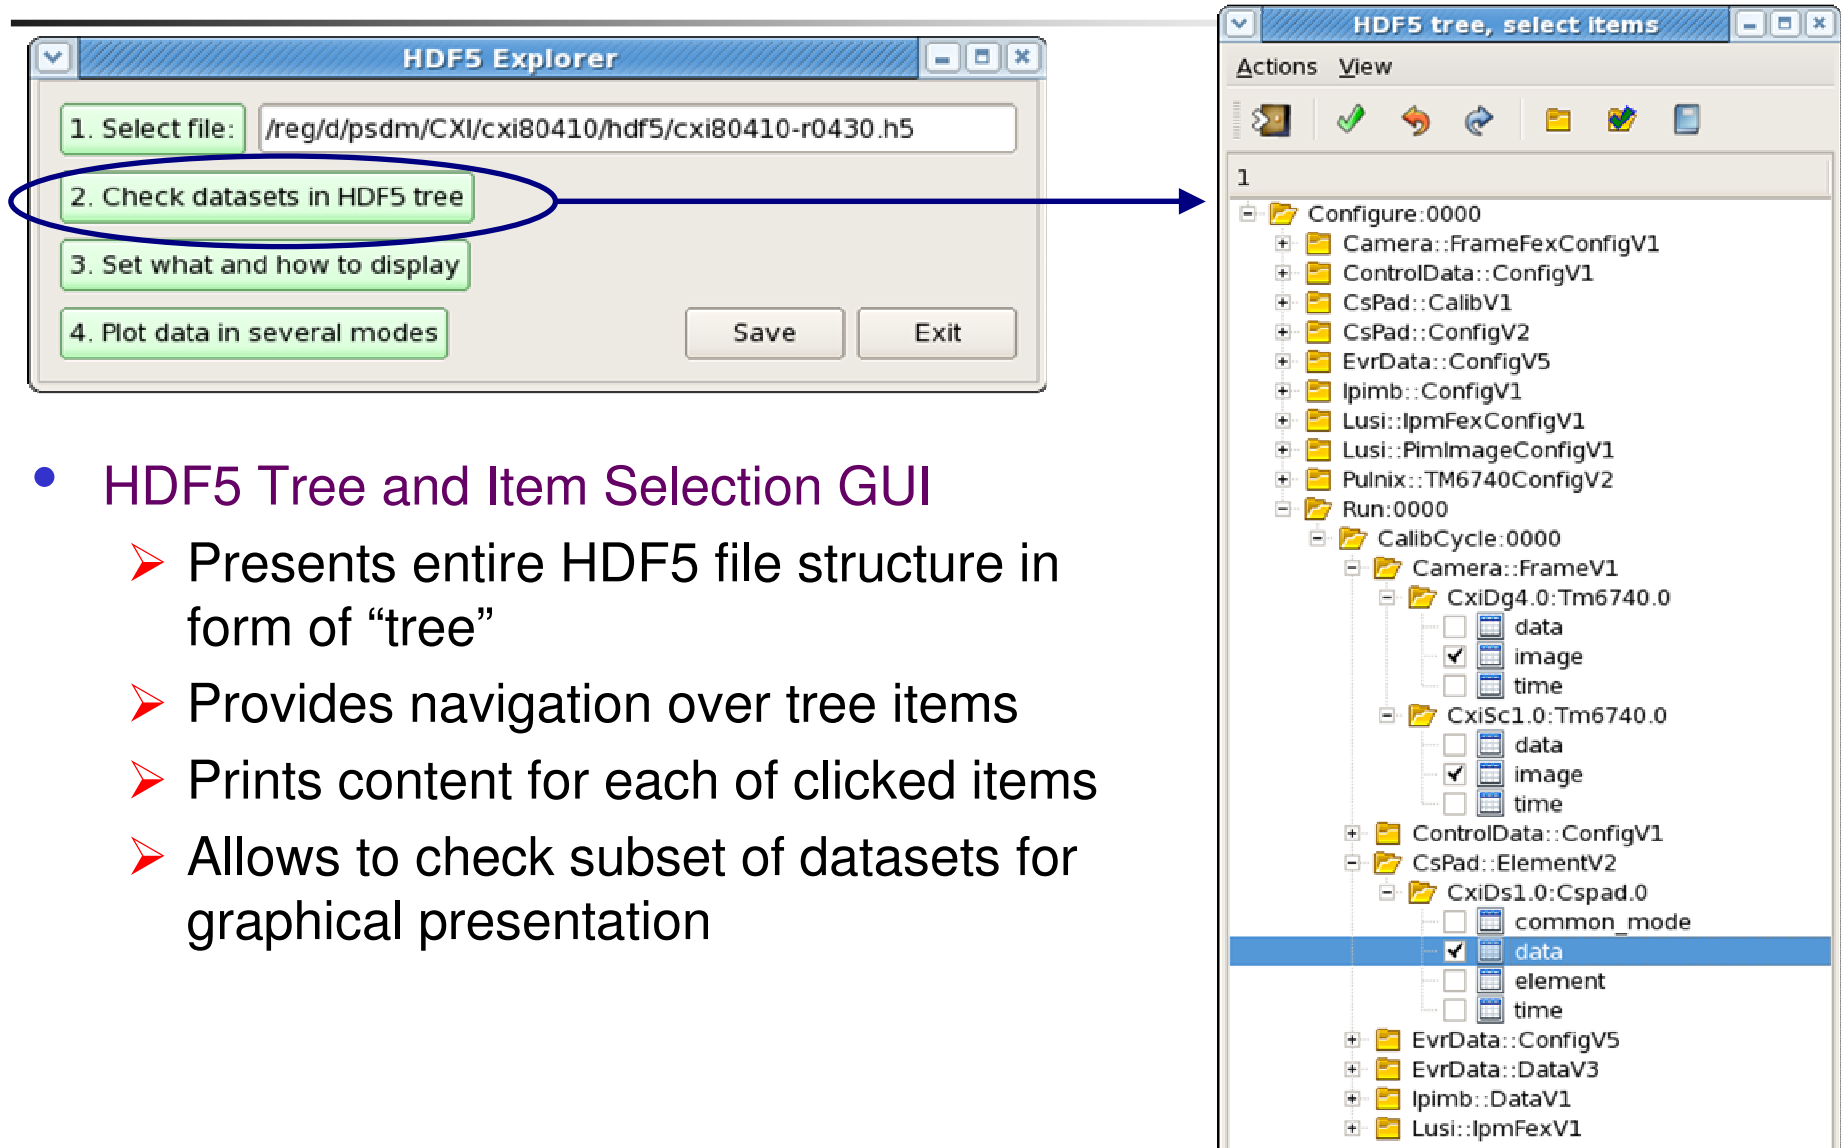 HDF5 Explorer
1. Select file:
/reg/d/psdm/CXI/cxi80410/hdf5/cxi80410-r0430.h5
2. Check datasets in HDF5 tree
3. Set what and how to display
4. Plot data in several modes
Save
Exit
• HDF5 Tree and Item Selection GUI
➢ Presents entire HDF5 file structure in
form of “tree”
➢ Provides navigation over tree items
➢ Prints content for each of clicked items
➢ Allows to check subset of datasets for
graphical presentation
HDF5 tree, select items
Actions View
1
Configure:0000
Camera::FrameFexConfigV1
ControlData::ConfigV1
CsPad::CalibV1
CsPad::ConfigV2
EvrData::ConfigV5
Ipimb::ConfigV1
Lusi::IpmFexConfigV1
Lusi::PimImageConfigV1
Pulnix::TM6740ConfigV2
Run:0000
CalibCycle:0000
Camera::FrameV1
CxiDg4.0:Tm6740.0
data
image
time
CxiSc1.0:Tm6740.0
data
image
time
ControlData::ConfigV1
CsPad::ElementV2
CxiDs1.0:Cspad.0
common_mode
data
element
time
EvrData::ConfigV5
EvrData::DataV3
Ipimb::DataV1
Lusi::IpmFexV1